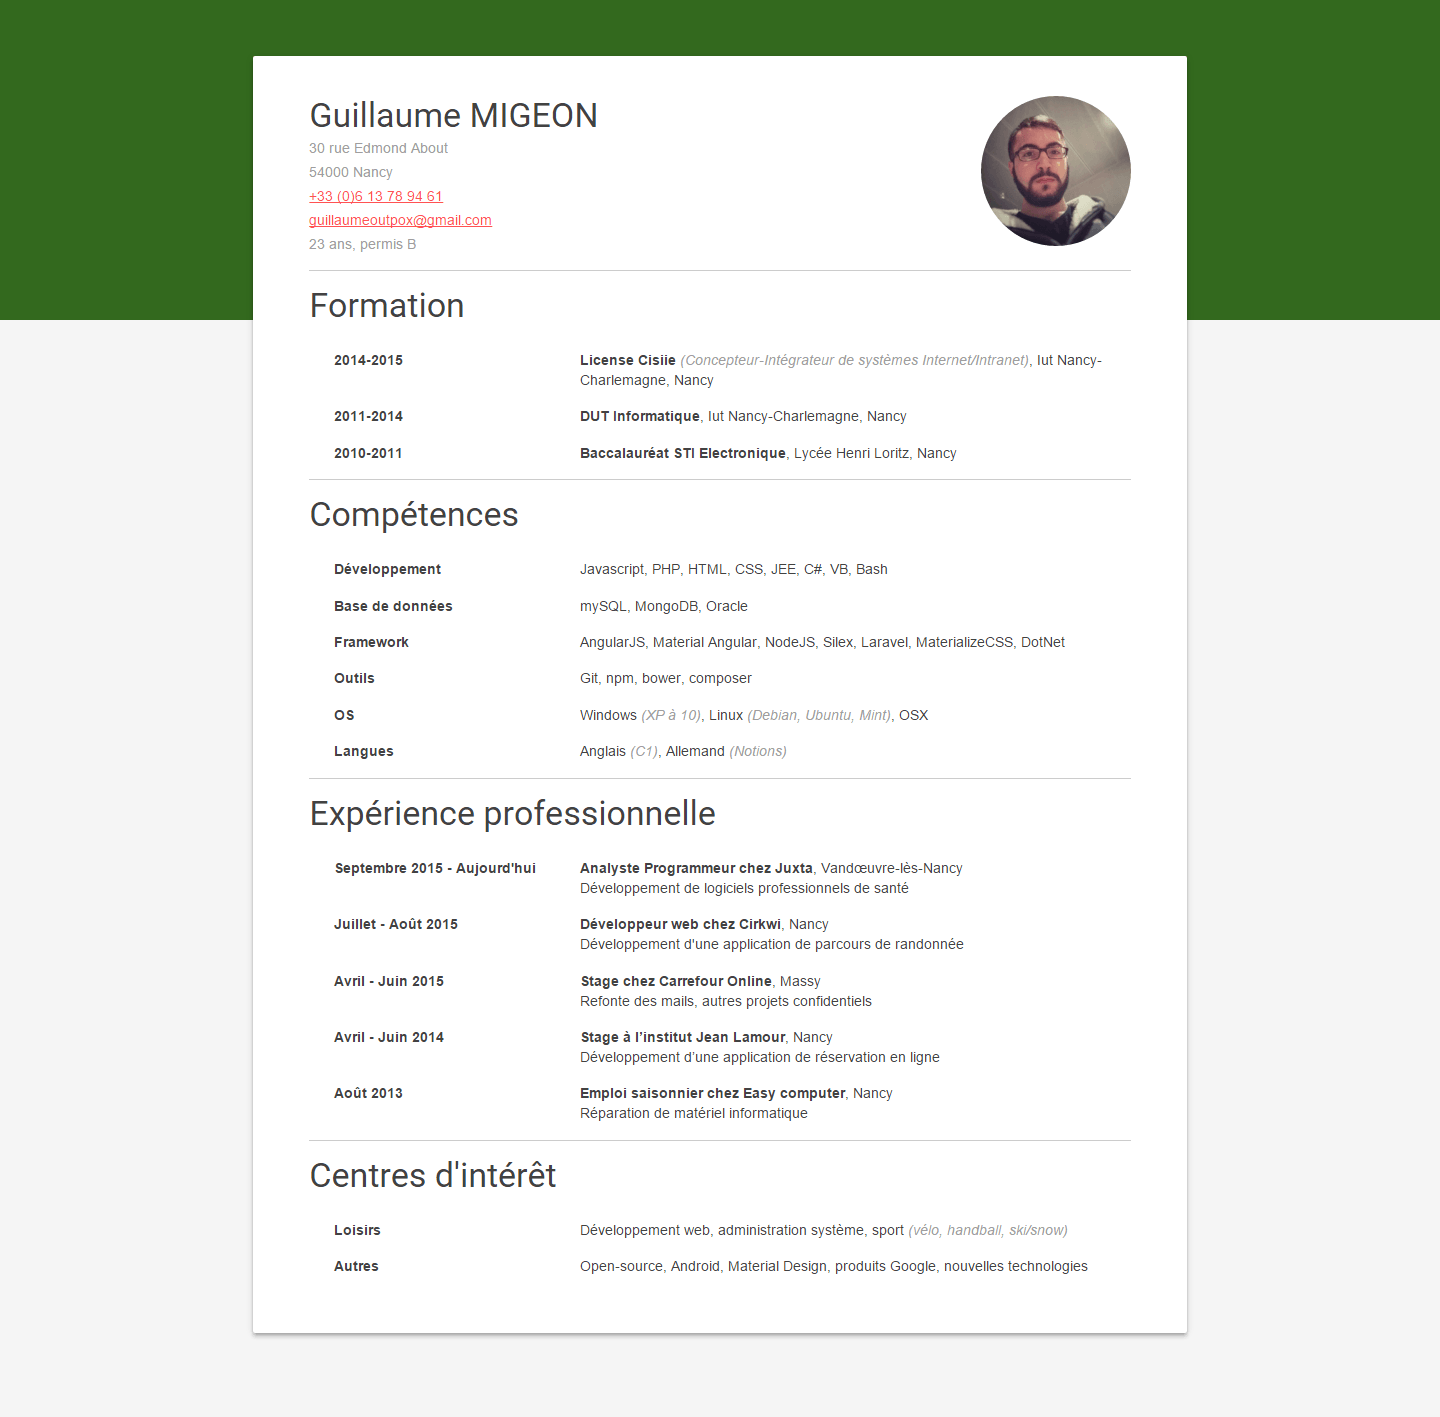 Guillaume MIGEON
30 rue Edmond About
54000 Nancy
+33 (0)6 13 78 94 61
guillaumeoutpox@gmail.com
23 ans, permis B
Formation
2014-2015 License Cisiie (Concepteur-Intégrateur de systèmes Internet/Intranet), Iut Nancy-
Charlemagne, Nancy
2011-2014 DUT Informatique, Iut Nancy-Charlemagne, Nancy
2010-2011 Baccalauréat STI Electronique, Lycée Henri Loritz, Nancy
Compétences
Développement Javascript, PHP, HTML, CSS, JEE, C#, VB, Bash
Base de données mySQL, MongoDB, Oracle
Framework AngularJS, Material Angular, NodeJS, Silex, Laravel, MaterializeCSS, DotNet
Outils Git, npm, bower, composer
OS Windows (XP à 10), Linux (Debian, Ubuntu, Mint), OSX
Langues Anglais (C1), Allemand (Notions)
Expérience professionnelle
Septembre 2015 - Aujourd'hui Analyste Programmeur chez Juxta, Vandœuvre-lès-Nancy
Développement de logiciels professionnels de santé
Juillet - Août 2015 Développeur web chez Cirkwi, Nancy
Développement d'une application de parcours de randonnée
Avril - Juin 2015 Stage chez Carrefour Online, Massy
Refonte des mails, autres projets confidentiels
Avril - Juin 2014 Stage à l’institut Jean Lamour, Nancy
Développement d’une application de réservation en ligne
Août 2013 Emploi saisonnier chez Easy computer, Nancy
Réparation de matériel informatique
Centres d'intérêt
Loisirs Développement web, administration système, sport (vélo, handball, ski/snow)
Autres Open-source, Android, Material Design, produits Google, nouvelles technologies